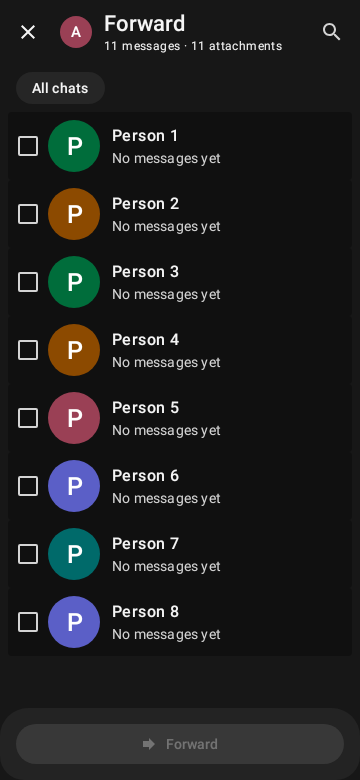 A
Forward
11 messages · 11 attachments
All chats
P
Person 1
No messages yet
P
Person 2
No messages yet
P
Person 3
No messages yet
P
Person 4
No messages yet
P
Person 5
No messages yet
P
Person 6
No messages yet
P
Person 7
No messages yet
P
Person 8
No messages yet
Forward